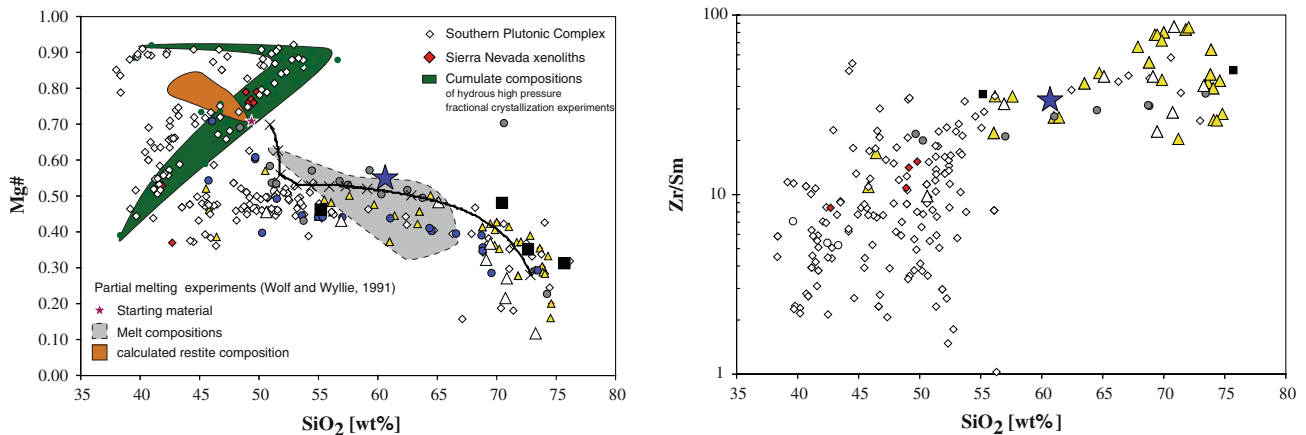 1.00
0.90
0.80
0.70
0.60
0.50
0.40
0.30
0.20
0.10
0.00
Mg#
Southern Plutonic Complex
Sierra Nevada xenoliths
Cumulate compositions
of hydrous high pressure
fractional crystallization experiments
Partial melting experiments (Wolf and Wyllie, 1991)
Starting material
Melt compositions
calculated restite composition
35 40 45 50 55 60 65 70 75 80
SiO2 [wt%]
100
10
1
Zr/Sm
35 40 45 50 55 60 65 70 75 80
SiO2 [wt%]